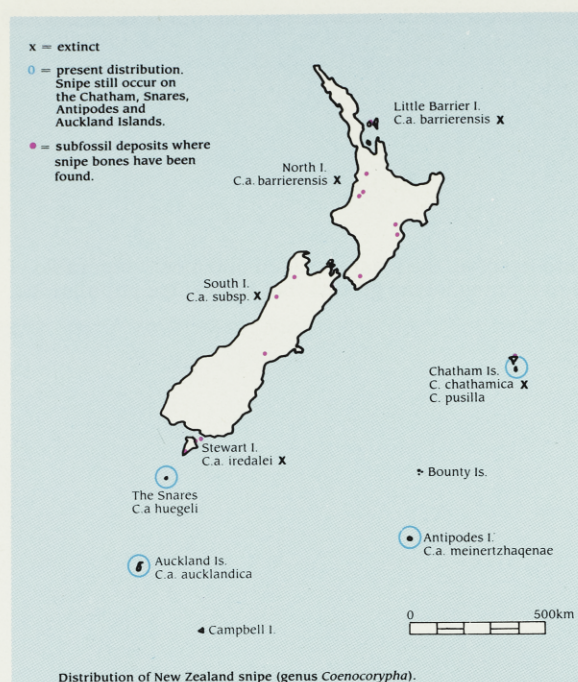 x = extinct
0 = present distribution.
Snipe still occur on
the Chatham, Snares,
Antipodes and
Auckland Islands.
• = subfossil deposits where
snipe bones have been
found.
Little Barrier I.
C.a. barrierensis x
North I.
C.a. barrierensis x
South I.
C.a. subsp. x
Chatham Is.
C. chathamica x
C. pusilla
Stewart I.
C.a. iredalei x
Bounty Is.
The Snares
C.a huegeli
Antipodes I.
C.a. meinertzhaqenae
Auckland Is.
C.a. aucklandica
Campbell I.
0 500km
Distribution of New Zealand snipe (genus Coenocorypha).